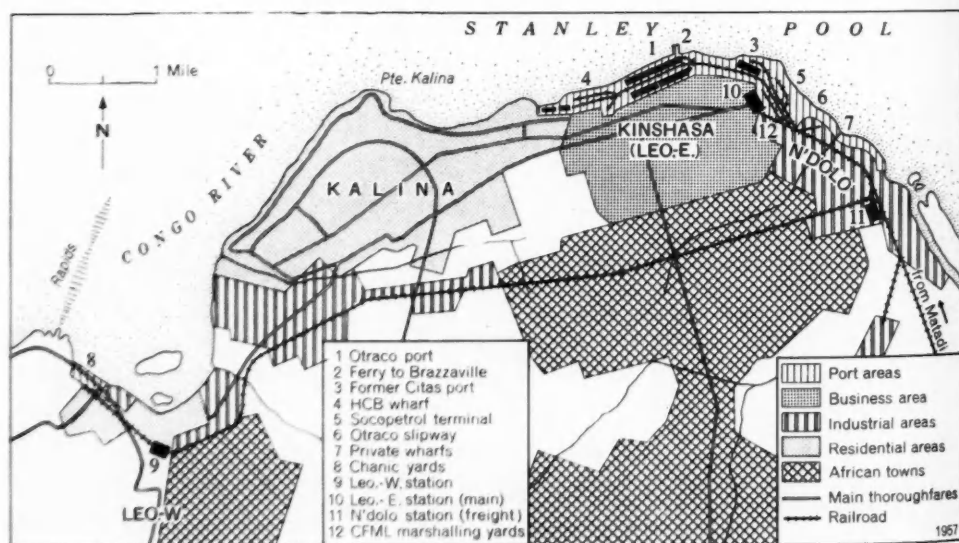 STANLEY POOL
0 1 Mile
N
Pte. Kalina
1 2 3 4 5 6 7
10
12
11
KINSHASA
(LEO.-E.)
N'DOLO
KALINA
CONGO RIVER
Rapids
from Matadi
8
9
LEO.-W.
1 Otraco port
2 Ferry to Brazzaville
3 Former Citas port
4 HCB wharf
5 Socopetrol terminal
6 Otraco slipway
7 Private wharfs
8 Chanic yards
9 Leo.-W. station
10 Leo.-E. station (main)
11 N'dolo station (freight)
12 CFML marshalling yards
Port areas
Business area
Industrial areas
Residential areas
African towns
Main thoroughfares
Railroad
1957